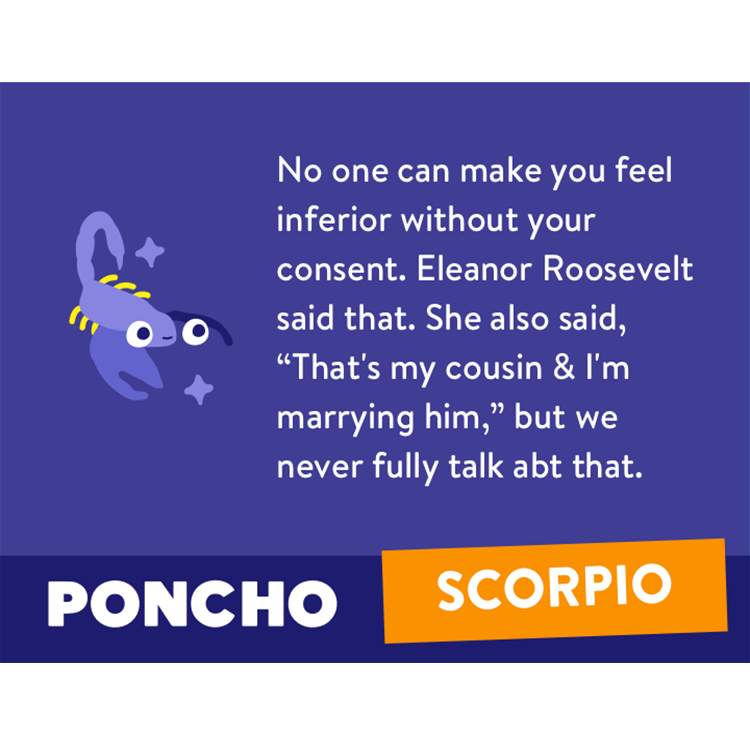 No one can make you feel
inferior without your
consent. Eleanor Roosevelt
said that. She also said,
“That's my cousin & I'm
marrying him,” but we
never fully talk abt that.
PONCHO
SCORPIO